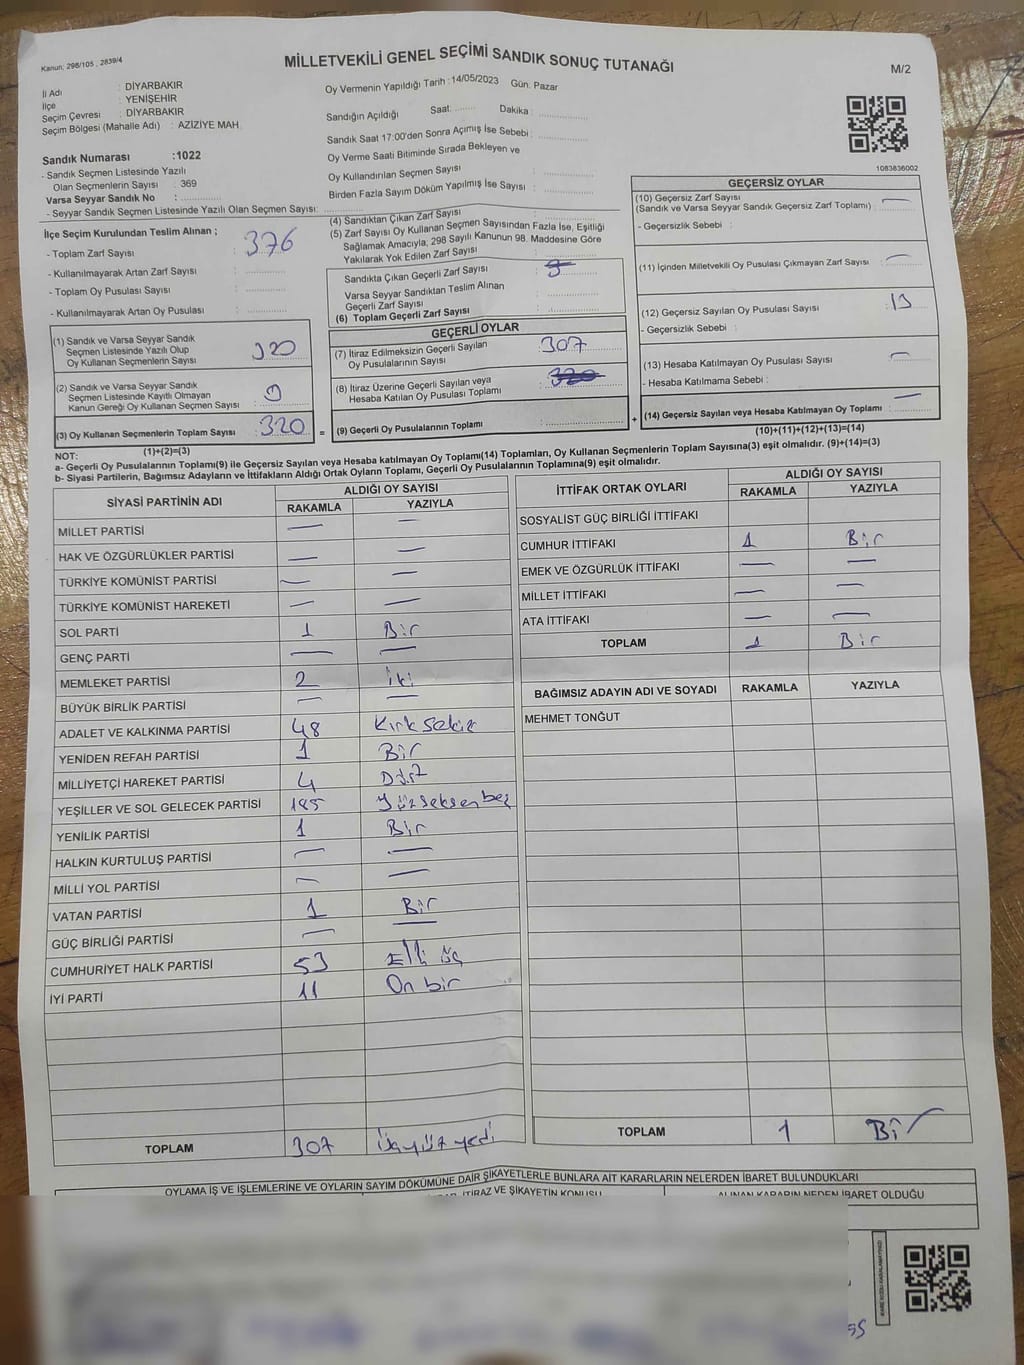 Kanun; 298/105 , 2839/4
MİLLETVEKİLİ GENEL SEÇİMİ SANDIK SONUÇ TUTANAĞI
M/2
İl Adı : DİYARBAKIR
İlçe : YENİŞEHİR
Seçim Çevresi : DİYARBAKIR
Seçim Bölgesi (Mahalle Adı) : AZİZİYE MAH.
Oy Vermenin Yapıldığı Tarih :14/05/2023 Gün: Pazar
Sandığın Açıldığı Saat: Dakika :
Sandık Saat 17:00'den Sonra Açımış İse Sebebi :
Oy Verme Saati Bitiminde Sırada Bekleyen ve
Oy Kullandırılan Seçmen Sayısı :
Birden Fazla Sayım Döküm Yapılmış İse Sayısı :
Sandık Numarası :1022
- Sandık Seçmen Listesinde Yazılı
Olan Seçmenlerin Sayısı : 369
Varsa Seyyar Sandık No :
- Seyyar Sandık Seçmen Listesinde Yazılı Olan Seçmen Sayısı:
1083836002
İlçe Seçim Kurulundan Teslim Alınan ;
- Toplam Zarf Sayısı : 376
- Kullanılmayarak Artan Zarf Sayısı :
- Toplam Oy Pusulası Sayısı :
- Kullanılmayarak Artan Oy Pusulası :
(1) Sandık ve Varsa Seyyar Sandık
Seçmen Listesinde Yazılı Olup
Oy Kullanan Seçmenlerin Sayısı : 320
(2) Sandık ve Varsa Seyyar Sandık
Seçmen Listesinde Kayıtlı Olmayan
Kanun Gereği Oy Kullanan Seçmen Sayısı :
(3) Oy Kullanan Seçmenlerin Toplam Sayısı : 320
(1)+(2)=(3)
(4) Sandıktan Çıkan Zarf Sayısı :
(5) Zarf Sayısı Oy Kullanan Seçmen Sayısından Fazla İse, Eşitliği
Sağlamak Amacıyla, 298 Sayılı Kanunun 98. Maddesine Göre
Yakılarak Yok Edilen Zarf Sayısı :
Sandıkta Çıkan Geçerli Zarf Sayısı :
Varsa Seyyar Sandıktan Teslim Alınan
Geçerli Zarf Sayısı :
(6) Toplam Geçerli Zarf Sayısı :
GEÇERLİ OYLAR
(7) İtiraz Edilmeksizin Geçerli Sayılan
Oy Pusulalarının Sayısı : 307
(8) İtiraz Üzerine Geçerli Sayılan veya
Hesaba Katılan Oy Pusulası Toplamı : 320
= (9) Geçerli Oy Pusulalarının Toplamı : +
GEÇERSİZ OYLAR
(10) Geçersiz Zarf Sayısı
(Sandık ve Varsa Seyyar Sandık Geçersiz Zarf Toplamı) : —
- Geçersizlik Sebebi :
(11) İçinden Milletvekili Oy Pusulası Çıkmayan Zarf Sayısı : —
(12) Geçersiz Sayılan Oy Pusulası Sayısı : 13
- Geçersizlik Sebebi :
(13) Hesaba Katılmayan Oy Pusulası Sayısı : —
- Hesaba Katılmama Sebebi :
(14) Geçersiz Sayılan veya Hesaba Katılmayan Oy Toplamı : —
(10)+(11)+(12)+(13)=(14)
NOT:
a- Geçerli Oy Pusulalarının Toplamı(9) ile Geçersiz Sayılan veya Hesaba katılmayan Oy Toplamı(14) Toplamları, Oy Kullanan Seçmenlerin Toplam Sayısına(3) eşit olmalıdır. (9)+(14)=(3)
b- Siyasi Partilerin, Bağımsız Adayların ve İttifakların Aldığı Ortak Oyların Toplamı, Geçerli Oy Pusulalarının Toplamına(9) eşit olmalıdır.
SİYASİ PARTİNİN ADI
ALDIĞI OY SAYISI
RAKAMLA YAZIYLA
MİLLET PARTİSİ — —
HAK VE ÖZGÜRLÜKLER PARTİSİ — —
TÜRKİYE KOMÜNİST PARTİSİ — —
TÜRKİYE KOMÜNİST HAREKETİ — —
SOL PARTİ 1 Bir
GENÇ PARTİ — —
MEMLEKET PARTİSİ 2 iki
BÜYÜK BİRLİK PARTİSİ — —
ADALET VE KALKINMA PARTİSİ 48 Kırk sekiz
YENİDEN REFAH PARTİSİ 1 Bir
MİLLİYETÇİ HAREKET PARTİSİ 4 Dört
YEŞİLLER VE SOL GELECEK PARTİSİ 185 Yüzseksenbeş
YENİLİK PARTİSİ 1 Bir
HALKIN KURTULUŞ PARTİSİ — —
MİLLİ YOL PARTİSİ — —
VATAN PARTİSİ 1 Bir
GÜÇ BİRLİĞİ PARTİSİ — —
CUMHURİYET HALK PARTİSİ 53 Elli üç
İYİ PARTİ 11 On bir
TOPLAM 307 Üçyüz yedi
İTTİFAK ORTAK OYLARI
ALDIĞI OY SAYISI
RAKAMLA YAZIYLA
SOSYALİST GÜÇ BİRLİĞİ İTTİFAKI
CUMHUR İTTİFAKI 1 Bir
EMEK VE ÖZGÜRLÜK İTTİFAKI — —
MİLLET İTTİFAKI — —
ATA İTTİFAKI — —
TOPLAM 1 Bir
BAĞIMSIZ ADAYIN ADI VE SOYADI RAKAMLA YAZIYLA
MEHMET TONĞUT
TOPLAM 1 Bir
OYLAMA İŞ VE İŞLEMLERİNE VE OYLARIN SAYIM DÖKÜMÜNE DAİR ŞİKAYETLERLE BUNLARA AİT KARARLARIN NELERDEN İBARET BULUNDUKLARI
İTİRAZ VE ŞİKAYETİN KONUSU
ALINAN KARARIN NEDEN İBARET OLDUĞU